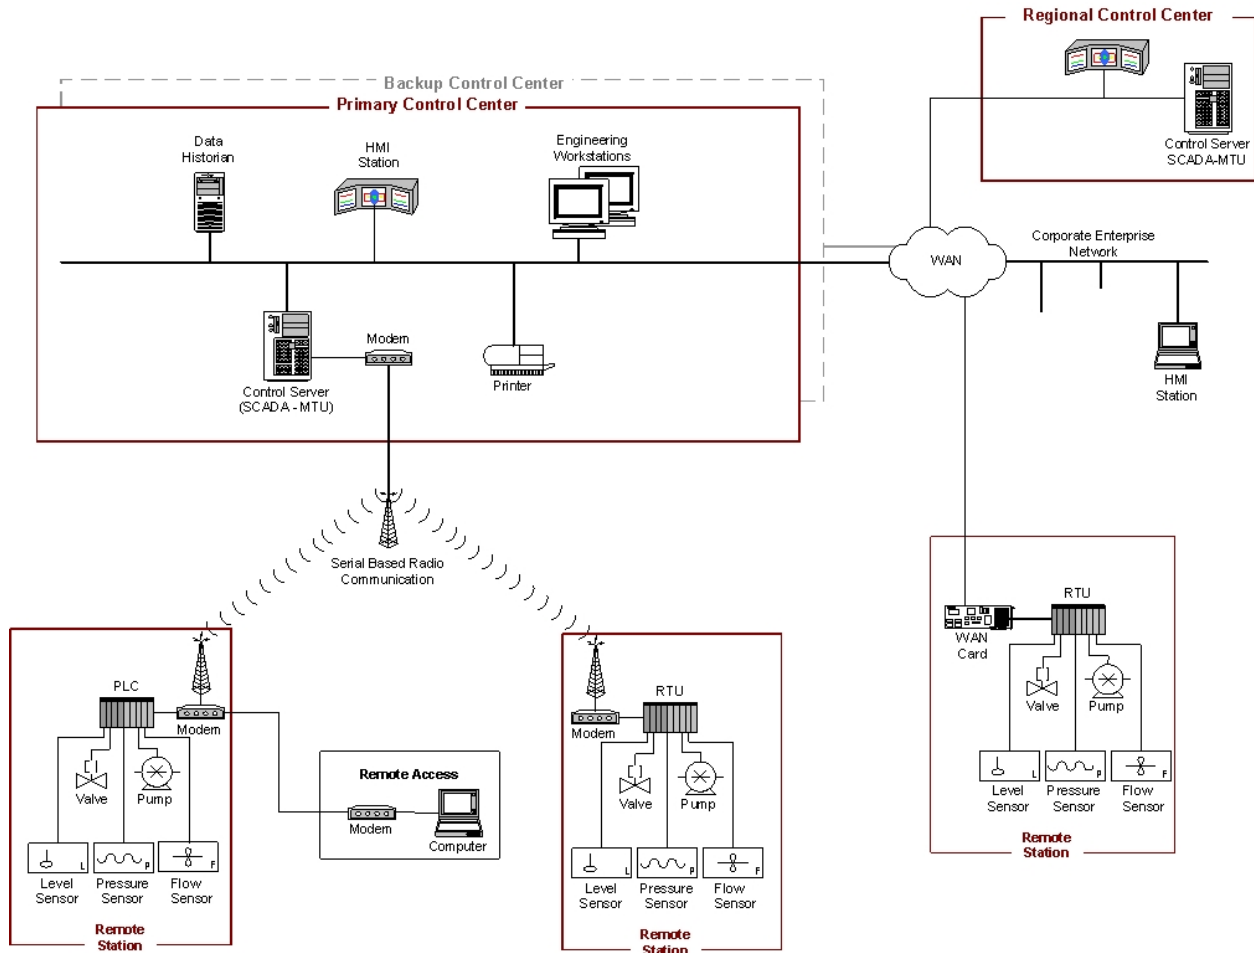 Regional Control Center
Control Server
SCADA-MTU
Backup Control Center
Primary Control Center
Data
Historian
HMI
Station
Engineering
Workstations
Control Server
(SCADA - MTU)
Modem
Printer
WAN
Corporate Enterprise
Network
HMI
Station
Serial Based Radio
Communication
PLC
Modem
Valve
Pump
L
P
F
Level
Sensor
Pressure
Sensor
Flow
Sensor
Remote
Station
Remote Access
Modem
Computer
RTU
Modem
Valve
Pump
L
P
F
Level
Sensor
Pressure
Sensor
Flow
Sensor
Remote
Station
WAN
Card
RTU
Valve
Pump
L
P
F
Level
Sensor
Pressure
Sensor
Flow
Sensor
Remote
Station